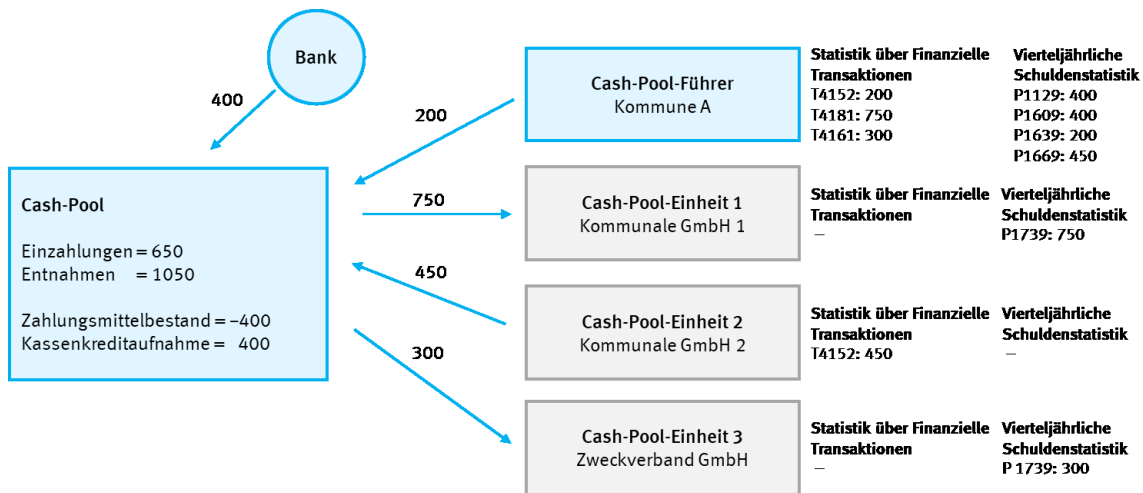 Bank
400
200
Cash-Pool-Führer
Kommune A
Statistik über Finanzielle
Transaktionen
T4152: 200
T4181: 750
T4161: 300
Vierteljährliche
Schuldenstatistik
P1129: 400
P1609: 400
P1639: 200
P1669: 450
Cash-Pool
Einzahlungen = 650
Entnahmen = 1050
Zahlungsmittelbestand = –400
Kassenkreditaufnahme = 400
750
Cash-Pool-Einheit 1
Kommunale GmbH 1
Statistik über Finanzielle
Transaktionen
–
Vierteljährliche
Schuldenstatistik
P1739: 750
450
Cash-Pool-Einheit 2
Kommunale GmbH 2
Statistik über Finanzielle
Transaktionen
T4152: 450
Vierteljährliche
Schuldenstatistik
–
300
Cash-Pool-Einheit 3
Zweckverband GmbH
Statistik über Finanzielle
Transaktionen
–
Vierteljährliche
Schuldenstatistik
P 1739: 300